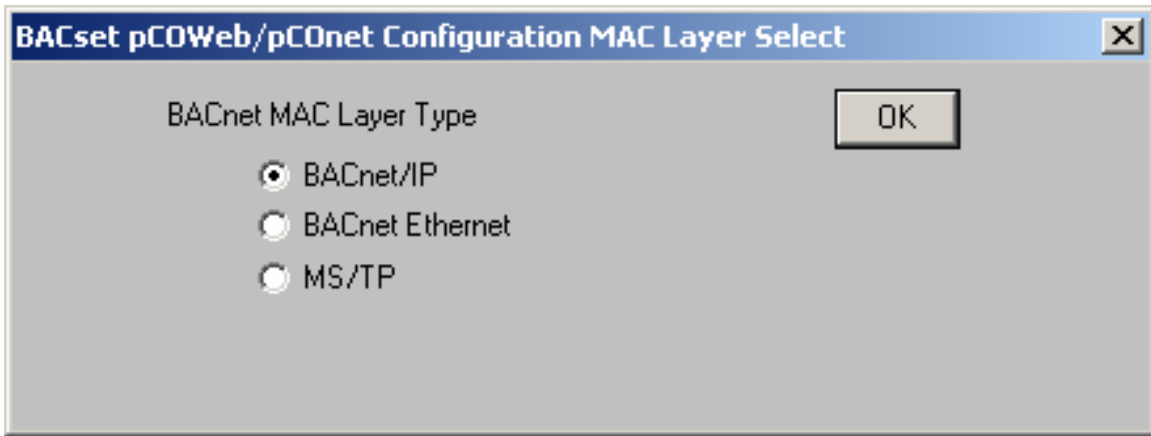 BACset pCOWeb/pCOnet Configuration MAC Layer Select
BACnet MAC Layer Type
OK
BACnet/IP
BACnet Ethernet
MS/TP